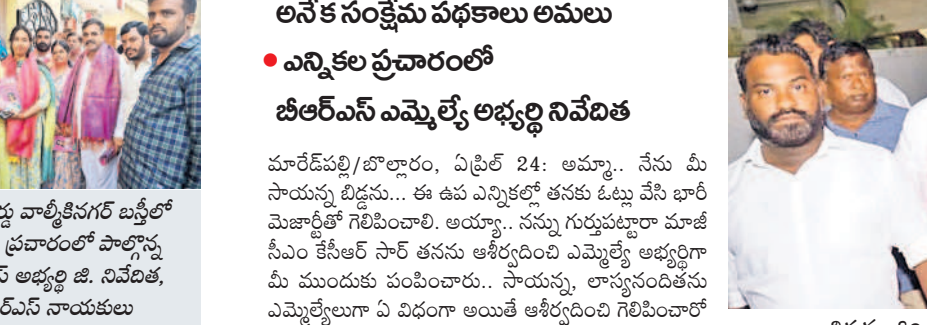 అనేక సంక్షేమ పథకాలు అమలు
• ఎన్నికల ప్రచారంలో
బీఆర్ఎస్ ఎమ్మెల్యే అభ్యర్థి నివేదిత
మారేడ్‌పల్లి/బొల్లారం, ఏప్రిల్ 24: అమ్మా.. నేను మీ
సాయన్న బిడ్డను... ఈ ఉప ఎన్నికల్లో తనకు ఓట్లు వేసి భారీ
మెజార్టీతో గెలిపించాలి. అయ్యా.. నన్ను గుర్తుపట్టారా మాజీ
సీఎం కేసీఆర్ సార్ తనను ఆశీర్వదించి ఎమ్మెల్యే అభ్యర్థిగా
మీ ముందుకు పంపించారు.. సాయన్న, లాస్యనందితను
ఎమ్మెల్యేలుగా ఏ విధంగా అయితే ఆశీర్వదించి గెలిపించారో
వాల్మీకినగర్ బస్తీలో
ప్రచారంలో పాల్గొన్న
అభ్యర్థి జి. నివేదిత,
నాయకులు